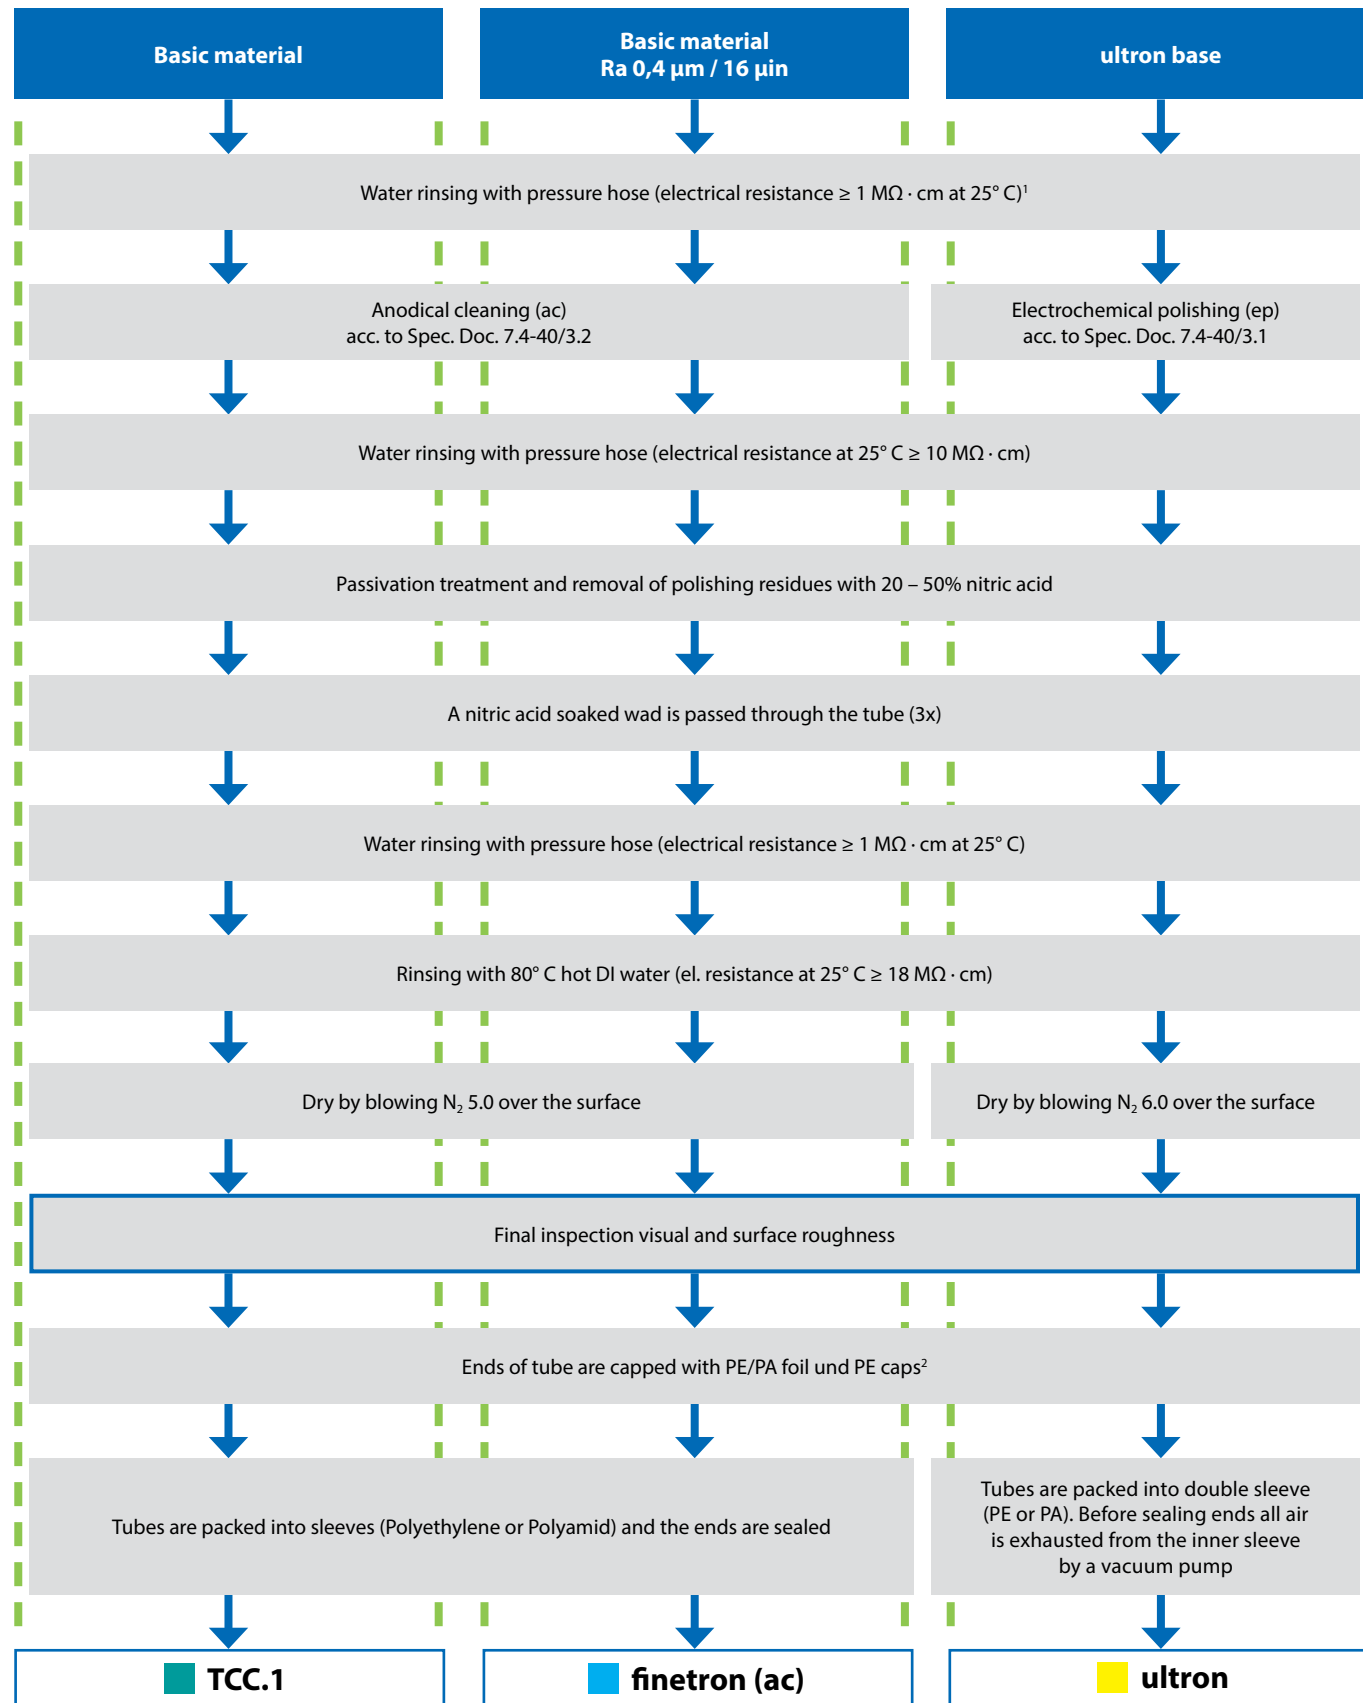 Basic material
Basic material
Ra 0,4 µm / 16 µin
ultron base
Water rinsing with pressure hose (electrical resistance ≥ 1 MΩ · cm at 25° C)¹
Anodical cleaning (ac)
acc. to Spec. Doc. 7.4-40/3.2
Electrochemical polishing (ep)
acc. to Spec. Doc. 7.4-40/3.1
Water rinsing with pressure hose (electrical resistance at 25° C ≥ 10 MΩ · cm)
Passivation treatment and removal of polishing residues with 20 – 50% nitric acid
A nitric acid soaked wad is passed through the tube (3x)
Water rinsing with pressure hose (electrical resistance ≥ 1 MΩ · cm at 25° C)
Rinsing with 80° C hot DI water (el. resistance at 25° C ≥ 18 MΩ · cm)
Dry by blowing N₂ 5.0 over the surface
Dry by blowing N₂ 6.0 over the surface
Final inspection visual and surface roughness
Ends of tube are capped with PE/PA foil und PE caps²
Tubes are packed into sleeves (Polyethylene or Polyamid) and the ends are sealed
Tubes are packed into double sleeve
(PE or PA). Before sealing ends all air
is exhausted from the inner sleeve
by a vacuum pump
TCC.1
finetron (ac)
ultron